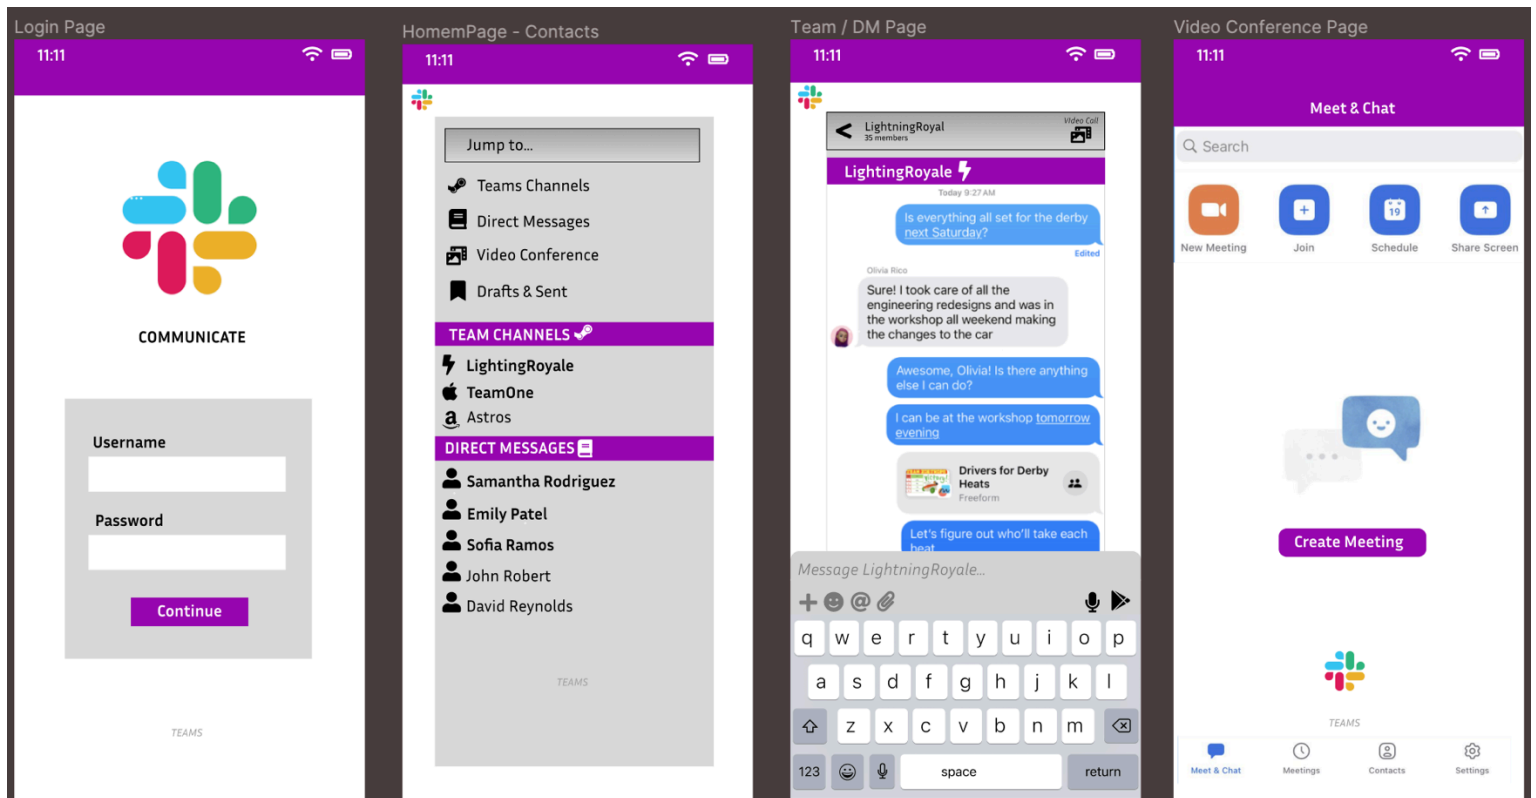 Login Page
11:11
COMMUNICATE
Username
Password
Continue
TEAMS
HomemPage - Contacts
11:11
Jump to...
Teams Channels
Direct Messages
Video Conference
Drafts & Sent
TEAM CHANNELS
LightingRoyale
TeamOne
Astros
DIRECT MESSAGES
Samantha Rodriguez
Emily Patel
Sofia Ramos
John Robert
David Reynolds
TEAMS
Team / DM Page
11:11
LightningRoyal
35 members
Video Call
LightingRoyale
Today 9:27 AM
Is everything all set for the derby
next Saturday?
Edited
Olivia Rico
Sure! I took care of all the
engineering redesigns and was in
the workshop all weekend making
the changes to the car
Awesome, Olivia! Is there anything
else I can do?
I can be at the workshop tomorrow
evening
Drivers for Derby
Heats
Freeform
Let's figure out who'll take each
heat
Message LightningRoyale...
q w e r t y u i o p
a s d f g h j k l
z x c v b n m
123 space return
Video Conference Page
11:11
Meet & Chat
Search
19
New Meeting Join Schedule Share Screen
Create Meeting
TEAMS
Meet & Chat Meetings Contacts Settings